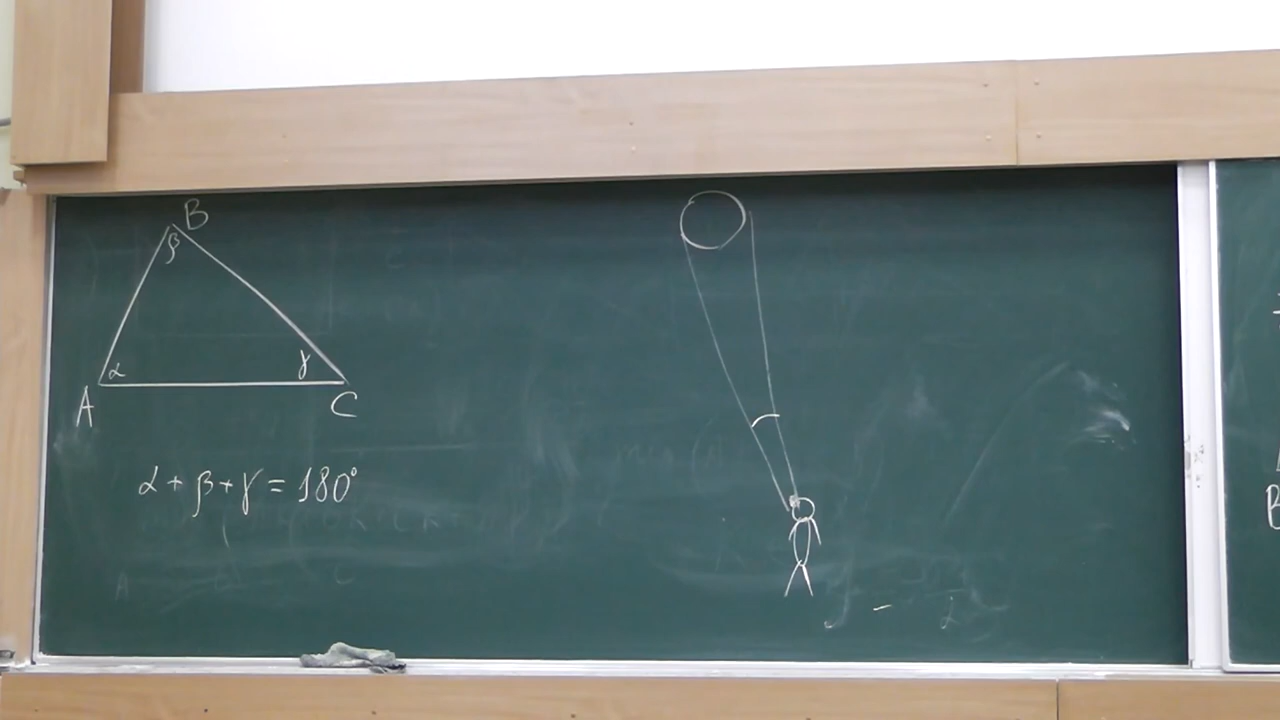 B
β
α
γ
A
C
α + β + γ = 180°
B